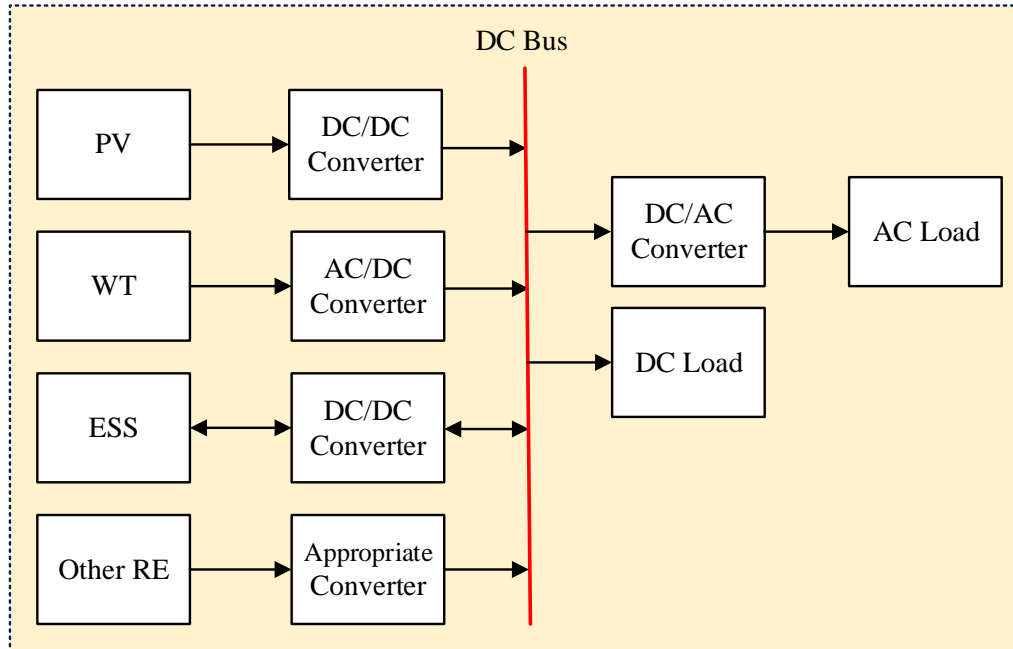 DC Bus
PV
DC/DC
Converter
WT
AC/DC
Converter
DC/AC
Converter
AC Load
DC Load
ESS
DC/DC
Converter
Other RE
Appropriate
Converter